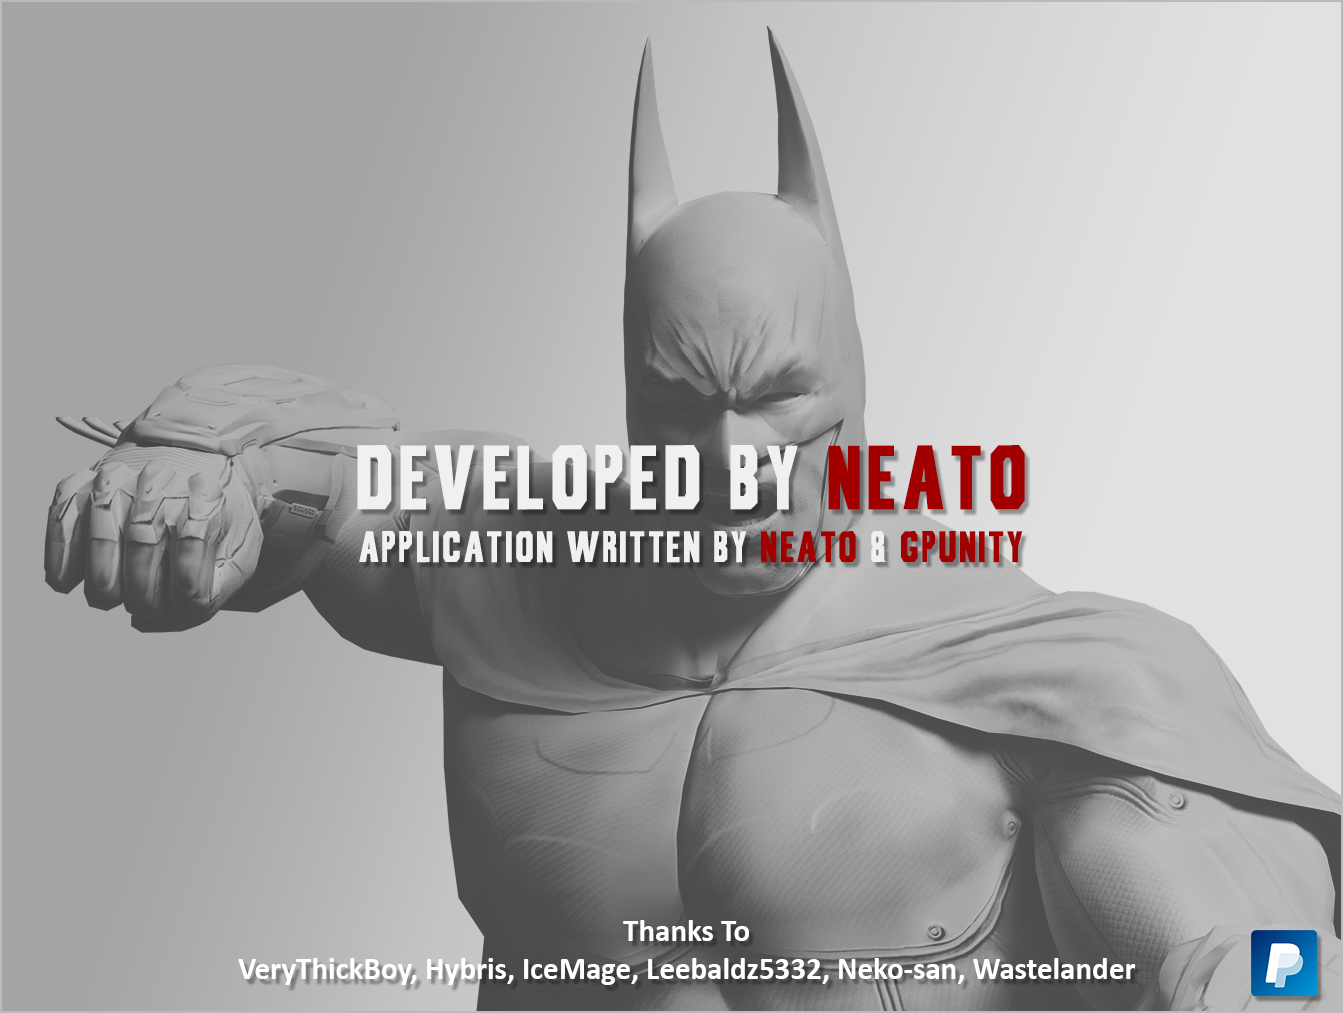 DEVELOPED BY NEATO
APPLICATION WRITTEN BY NEATO & GPUNITY
Thanks To
VeryThickBoy, Hybris, IceMage, Leebaldz5332, Neko-san, Wastelander